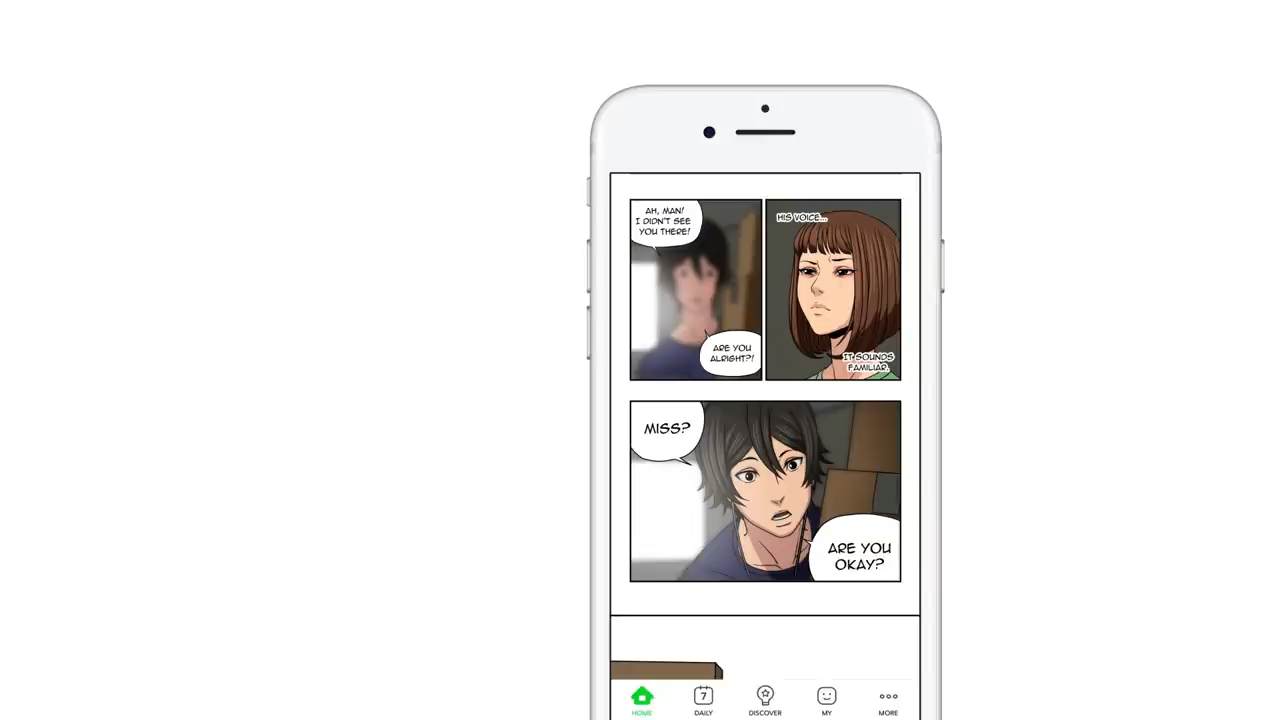 AH, MAN!
I DIDN'T SEE
YOU THERE!
ARE YOU
ALRIGHT?!
HIS VOICE...
IT SOUNDS
FAMILIAR.
MISS?
ARE YOU
OKAY?
7
HOME
DAILY
DISCOVER
MY
MORE